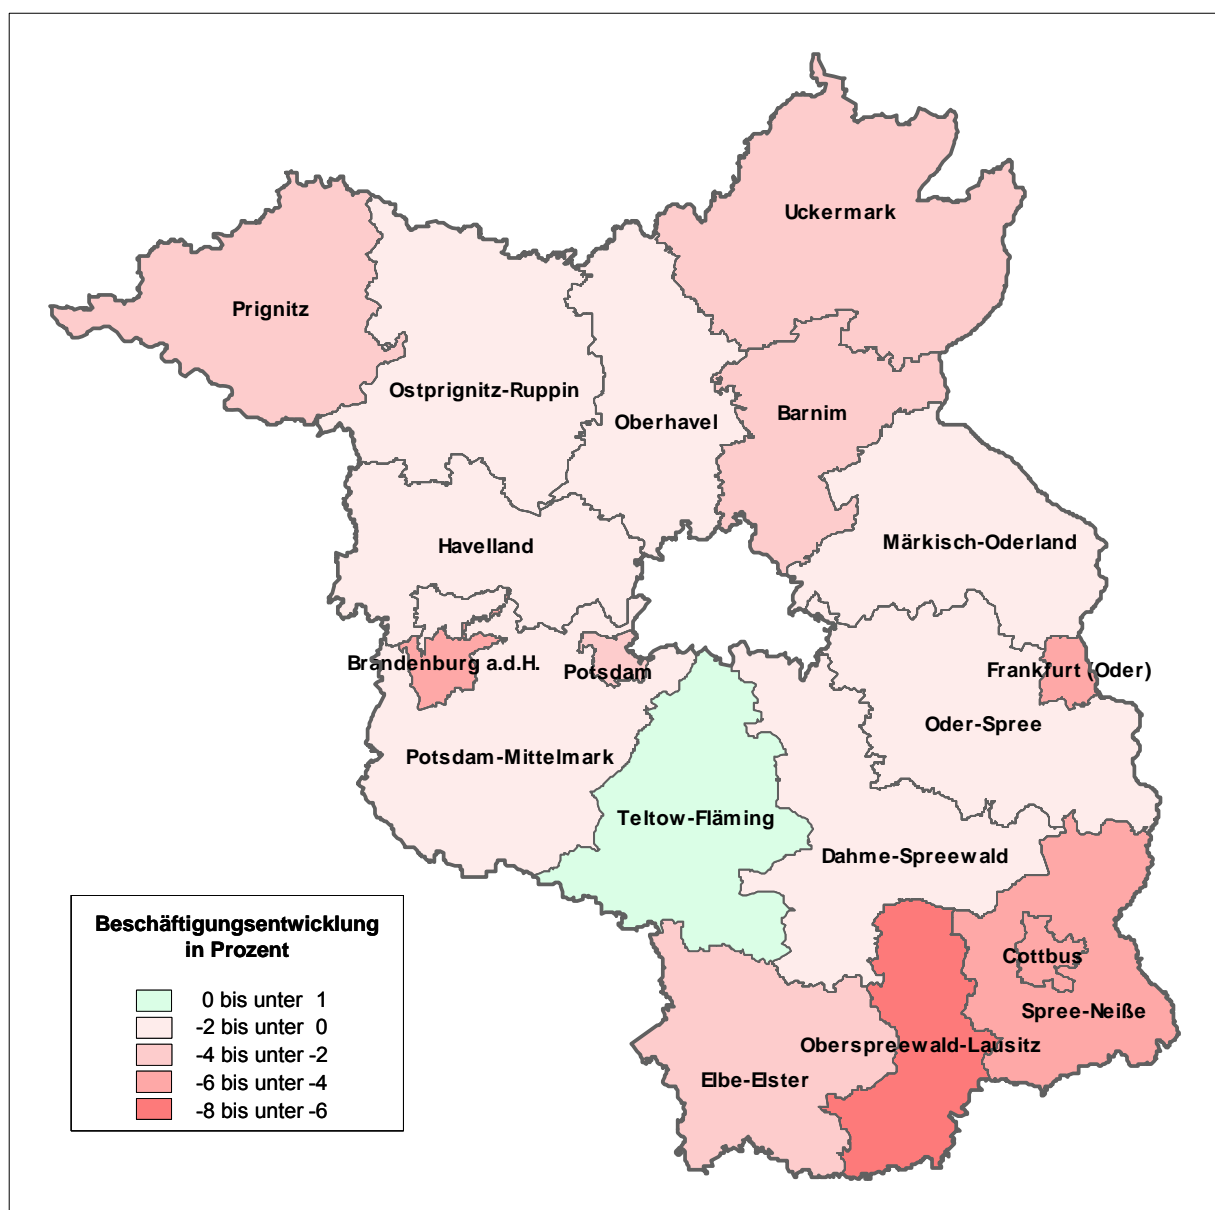 Uckermark
Prignitz
Ostprignitz-Ruppin
Barnim
Oberhavel
Havelland
Märkisch-Oderland
Brandenburg a.d.H.
Potsdam
Frankfurt (Oder)
Oder-Spree
Potsdam-Mittelmark
Teltow-Fläming
Dahme-Spreewald
Cottbus
Spree-Neiße
Oberspreewald-Lausitz
Elbe-Elster
Beschäftigungsentwicklung
in Prozent
0 bis unter 1
-2 bis unter 0
-4 bis unter -2
-6 bis unter -4
-8 bis unter -6